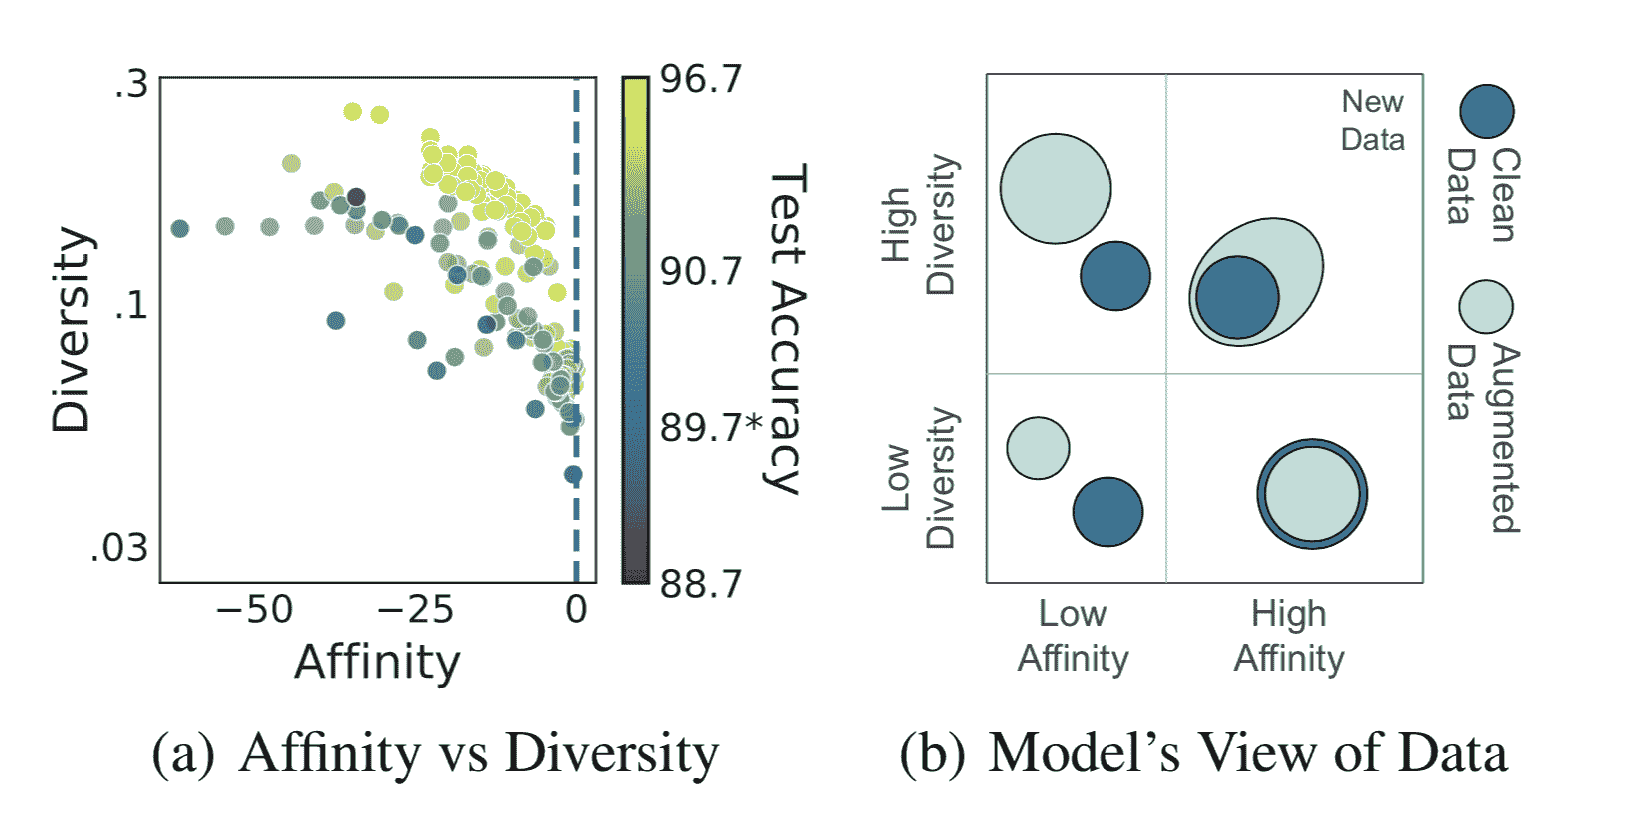 .3
.1
.03
Diversity
−50
−25
0
Affinity
96.7
90.7
89.7*
88.7
Test Accuracy
(a) Affinity vs Diversity
High
Diversity
Low
Diversity
New
Data
Low
Affinity
High
Affinity
Clean
Data
Augmented
Data
(b) Model's View of Data